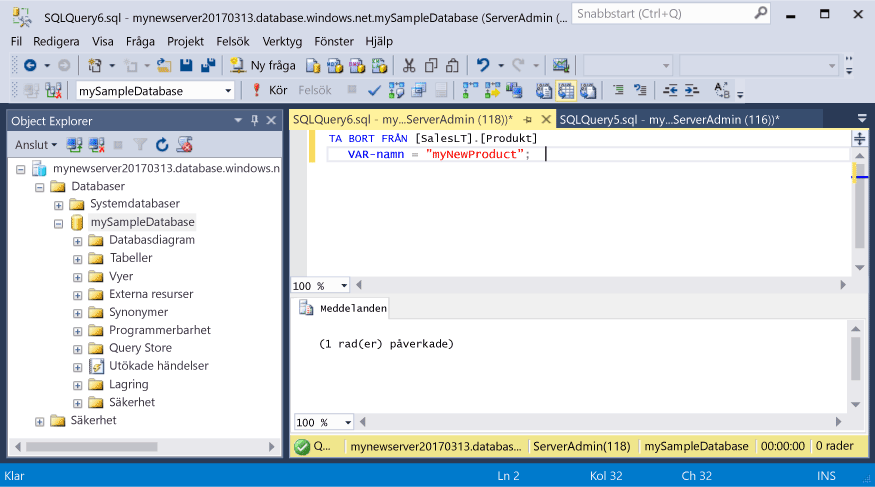 SQLQuery6.sql - mynewserver20170313.database.windows.net.mySampleDatabase (ServerAdmin (...
Snabbstart (Ctrl+Q)
Fil Redigera Visa Fråga Projekt Felsök Verktyg Fönster Hjälp
Ny fråga
mySampleDatabase
Kör Felsök
Object Explorer
Anslut
mynewserver20170313.database.windows.n
Databaser
Systemdatabaser
mySampleDatabase
Databasdiagram
Tabeller
Vyer
Externa resurser
Synonymer
Programmerbarhet
Query Store
Utökade händelser
Lagring
Säkerhet
Säkerhet
SQLQuery6.sql - my...ServerAdmin (118))*
SQLQuery5.sql - my...ServerAdmin (116))*
TA BORT FRÅN [SalesLT].[Produkt]
VAR-namn = "myNewProduct";
100 %
Meddelanden
(1 rad(er) påverkade)
100 %
Q... mynewserver20170313.databas... ServerAdmin(118) mySampleDatabase 00:00:00 0 rader
Klar Ln 2 Kol 32 Ch 32 INS